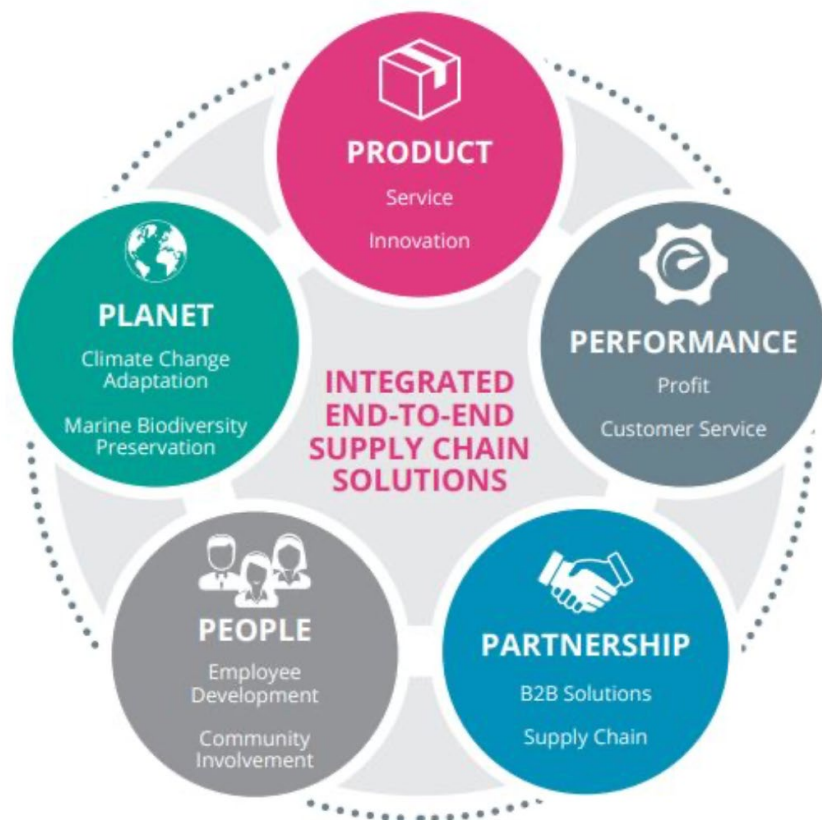 PRODUCT
Service
Innovation
PERFORMANCE
Profit
Customer Service
PARTNERSHIP
B2B Solutions
Supply Chain
PEOPLE
Employee
Development
Community
Involvement
PLANET
Climate Change
Adaptation
Marine Biodiversity
Preservation
INTEGRATED
END-TO-END
SUPPLY CHAIN
SOLUTIONS